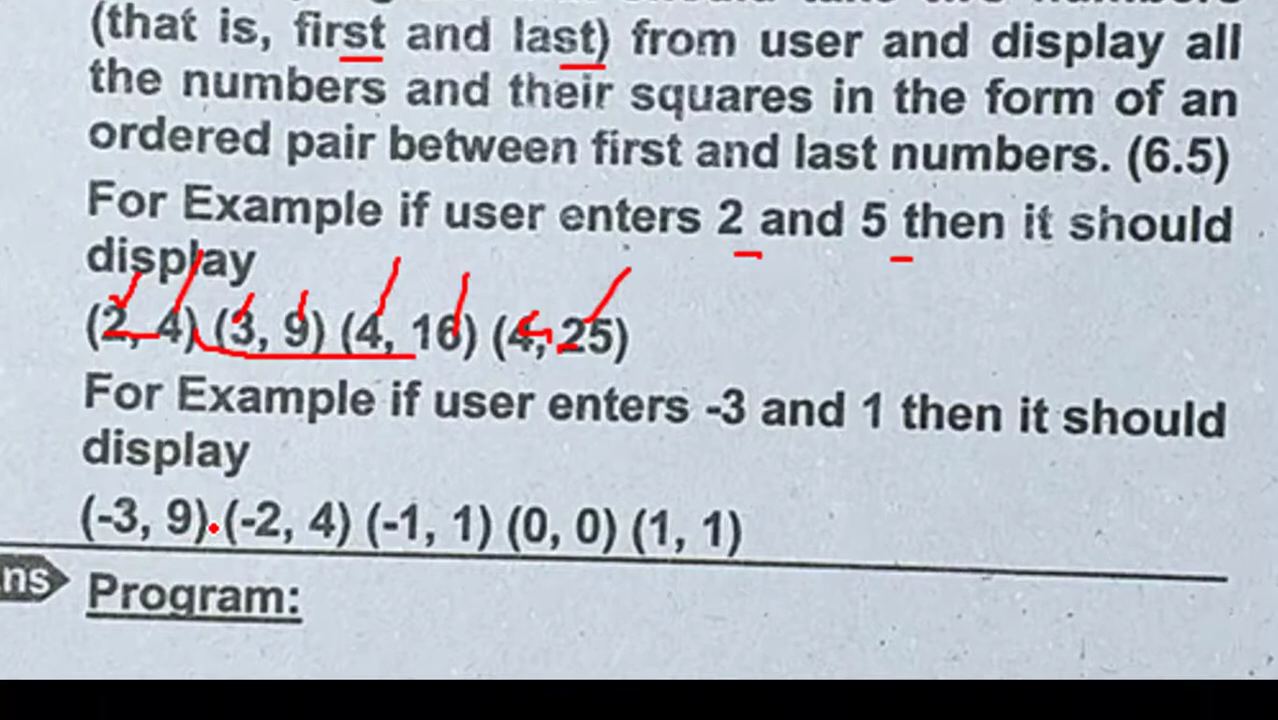 (that is, first and last) from user and display all
the numbers and their squares in the form of an
ordered pair between first and last numbers. (6.5)
For Example if user enters 2 and 5 then it should
display
(2, 4) (3, 9) (4, 16) (4, 25)
For Example if user enters -3 and 1 then it should
display
(-3, 9) (-2, 4) (-1, 1) (0, 0) (1, 1)
ns
Program: